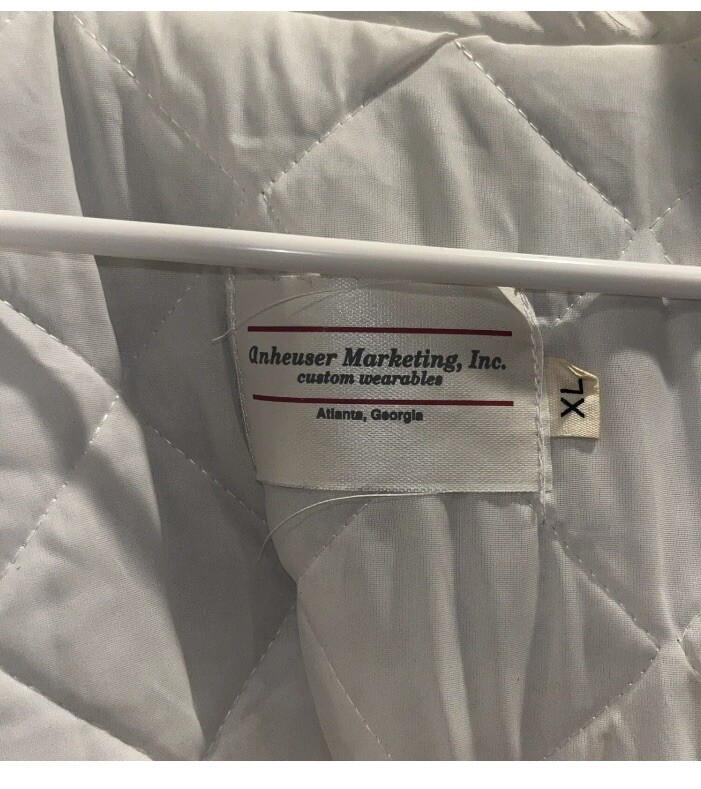 Anheuser Marketing, Inc.
custom wearables
Atlanta, Georgia
XL